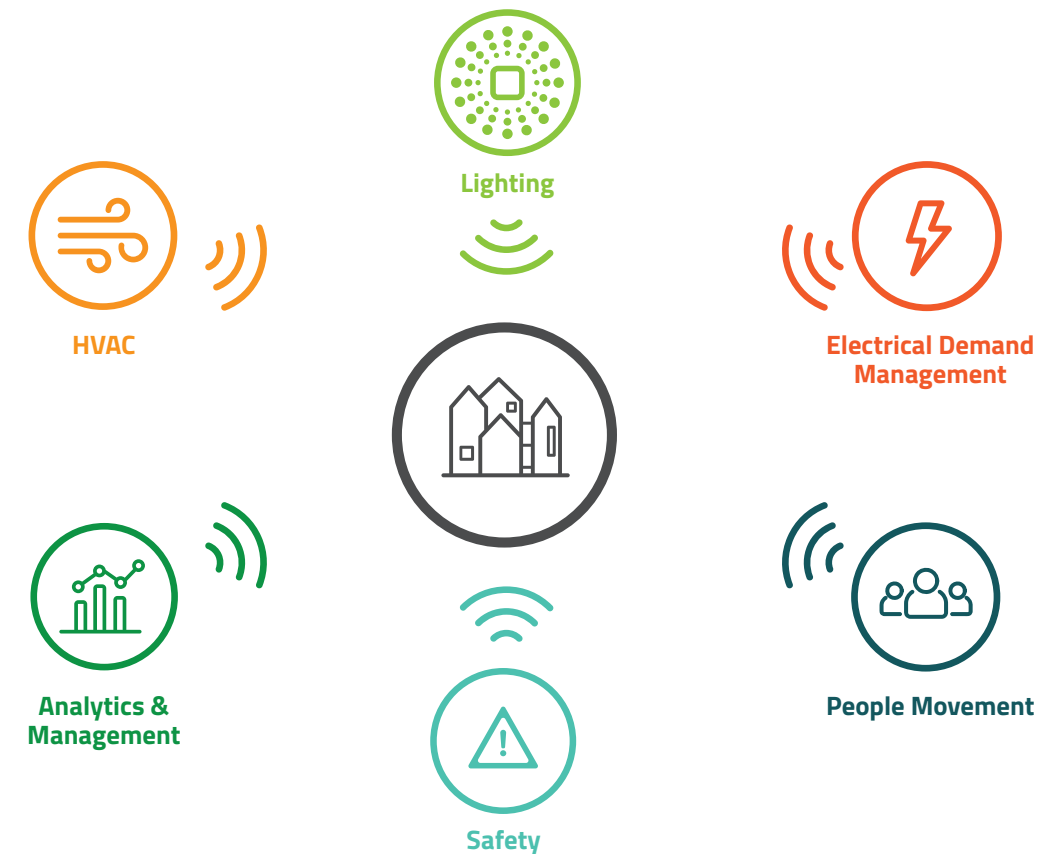 Lighting
HVAC
Electrical Demand
Management
Analytics &
Management
People Movement
Safety